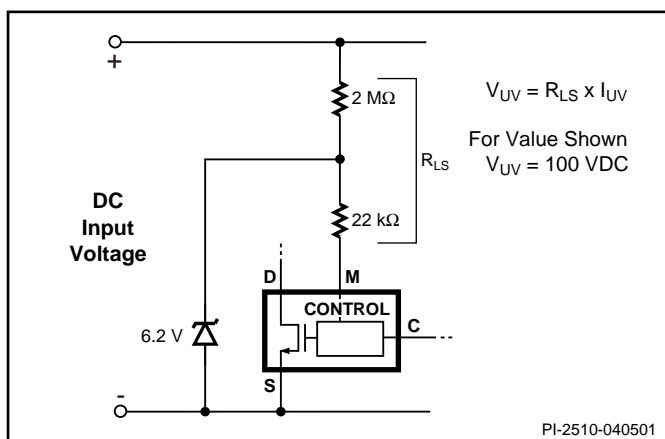 +
2 MΩ
V_UV = R_LS x I_UV
For Value Shown
V_UV = 100 VDC
R_LS
DC
Input
Voltage
22 kΩ
D M
CONTROL
C
6.2 V
S
-
PI-2510-040501